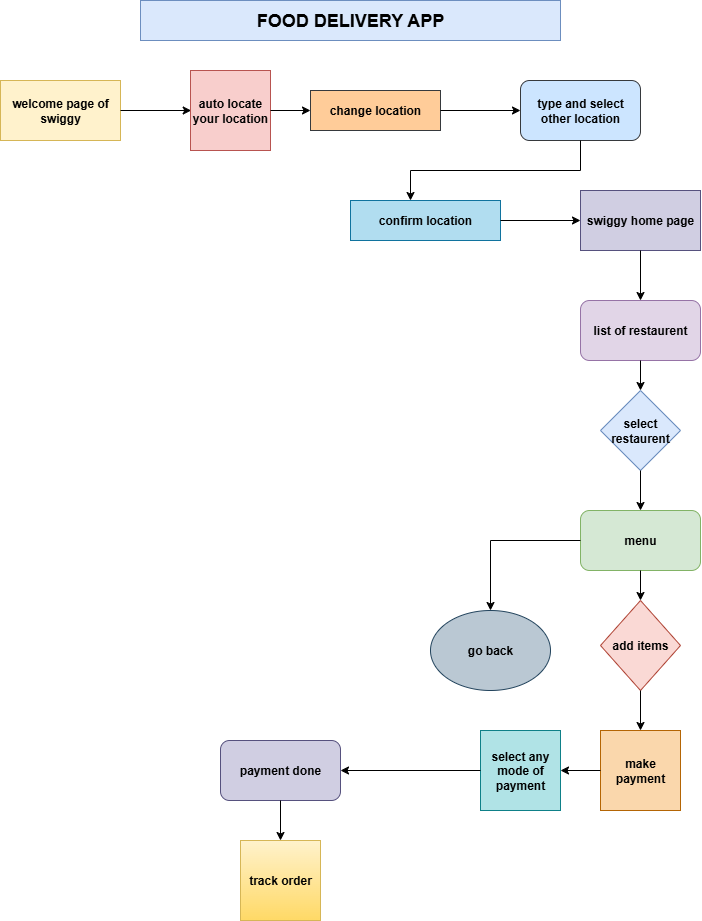 FOOD DELIVERY APP
welcome page of
swiggy
auto locate
your location
change location
type and select
other location
confirm location
swiggy home page
list of restaurent
select
restaurent
menu
go back
add items
make
payment
select any
mode of
payment
payment done
track order